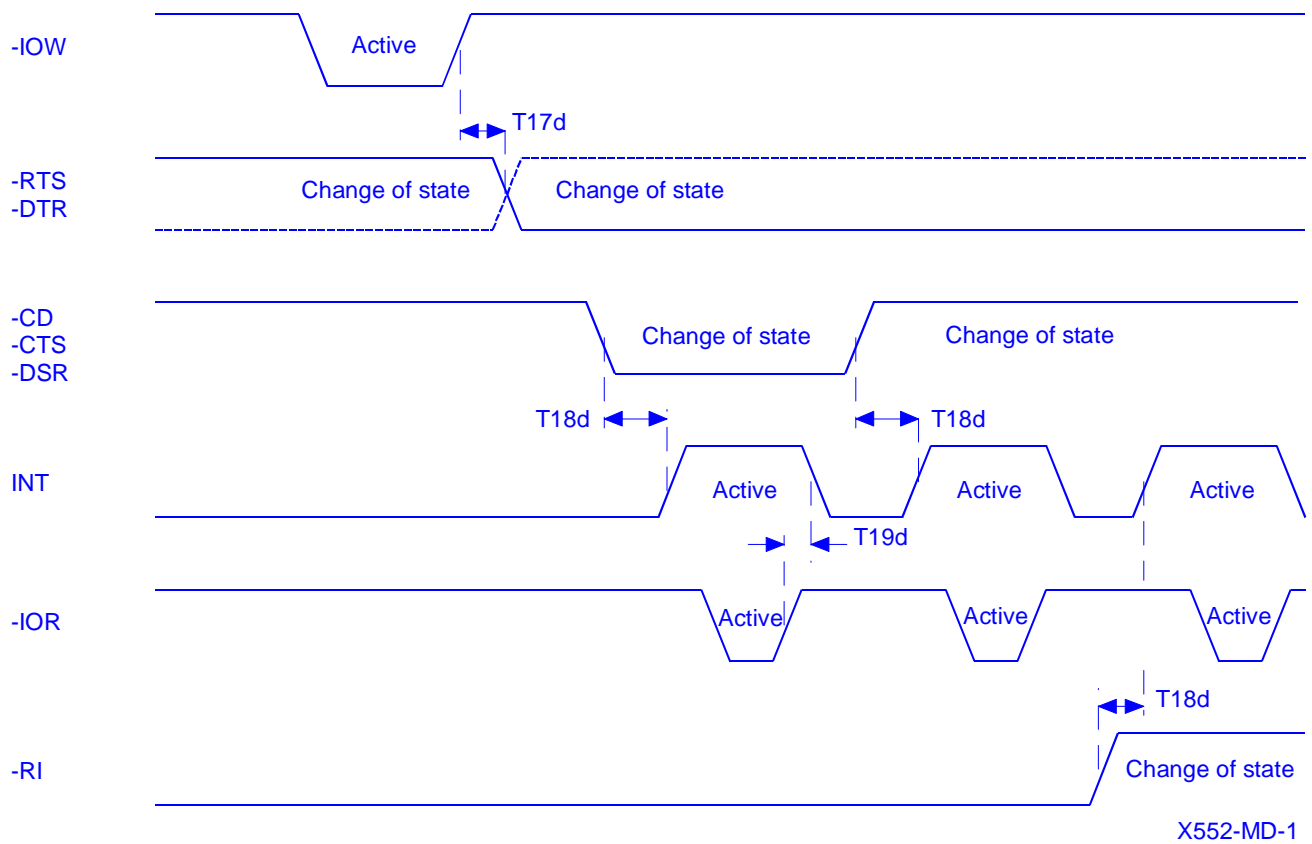 -IOW
Active
T17d
-RTS
-DTR
Change of state
Change of state
-CD
-CTS
-DSR
Change of state
Change of state
T18d
T18d
INT
Active
Active
Active
T19d
-IOR
Active
Active
Active
T18d
-RI
Change of state
X552-MD-1